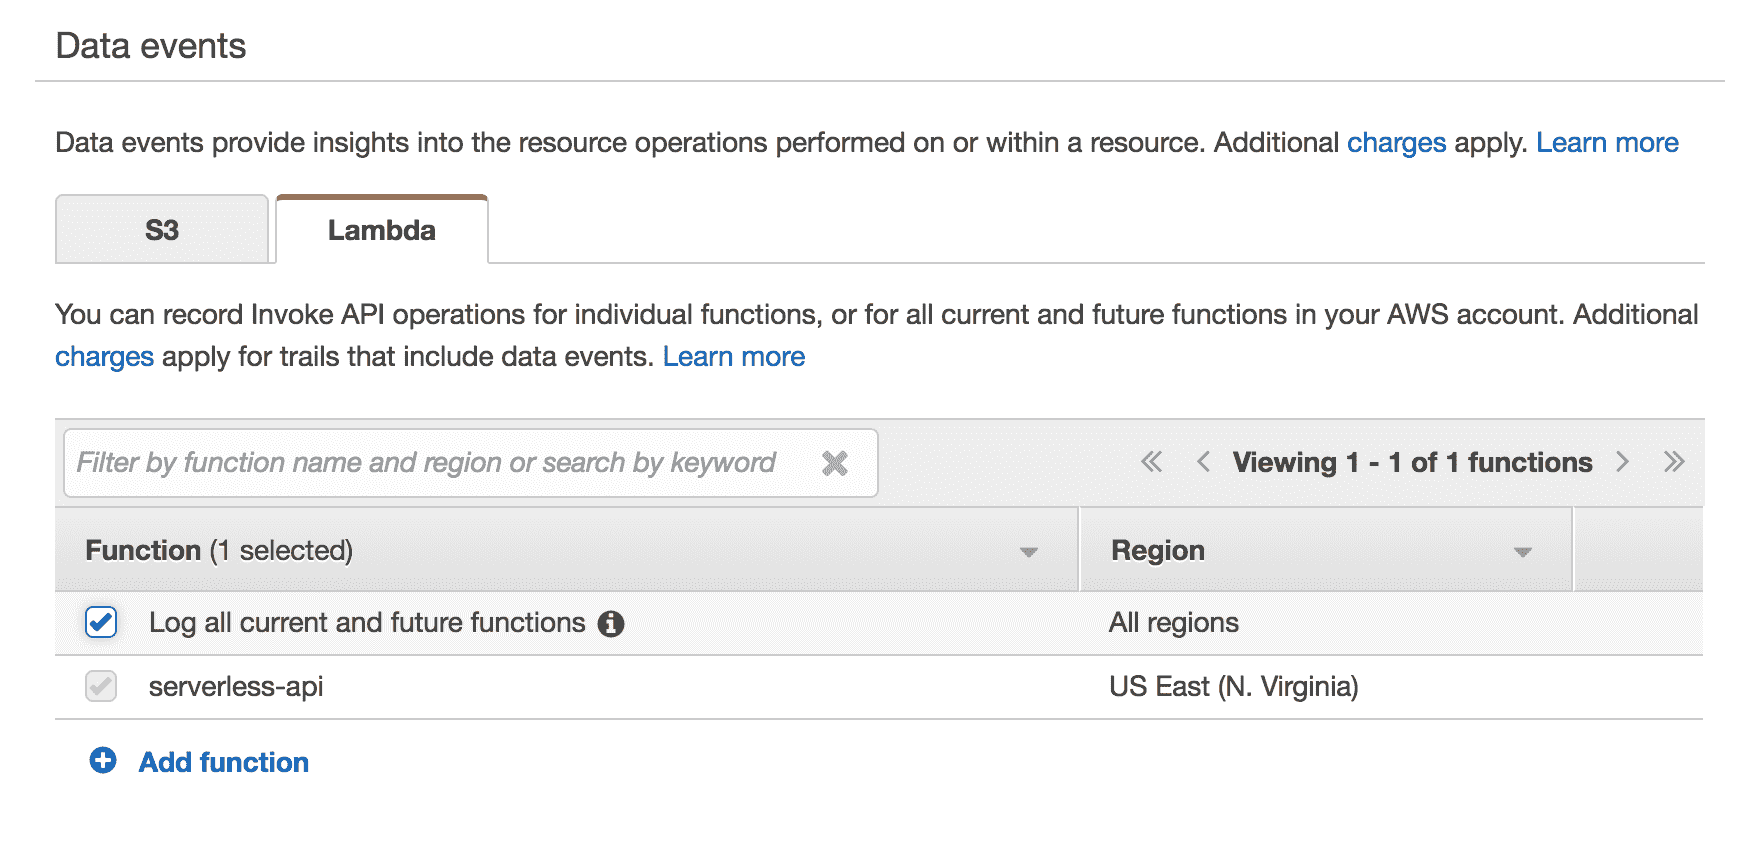 Data events
Data events provide insights into the resource operations performed on or within a resource. Additional charges apply. Learn more
S3 Lambda
You can record Invoke API operations for individual functions, or for all current and future functions in your AWS account. Additional
charges apply for trails that include data events. Learn more
Filter by function name and region or search by keyword Viewing 1 - 1 of 1 functions
Function (1 selected) Region
Log all current and future functions All regions
serverless-api US East (N. Virginia)
Add function